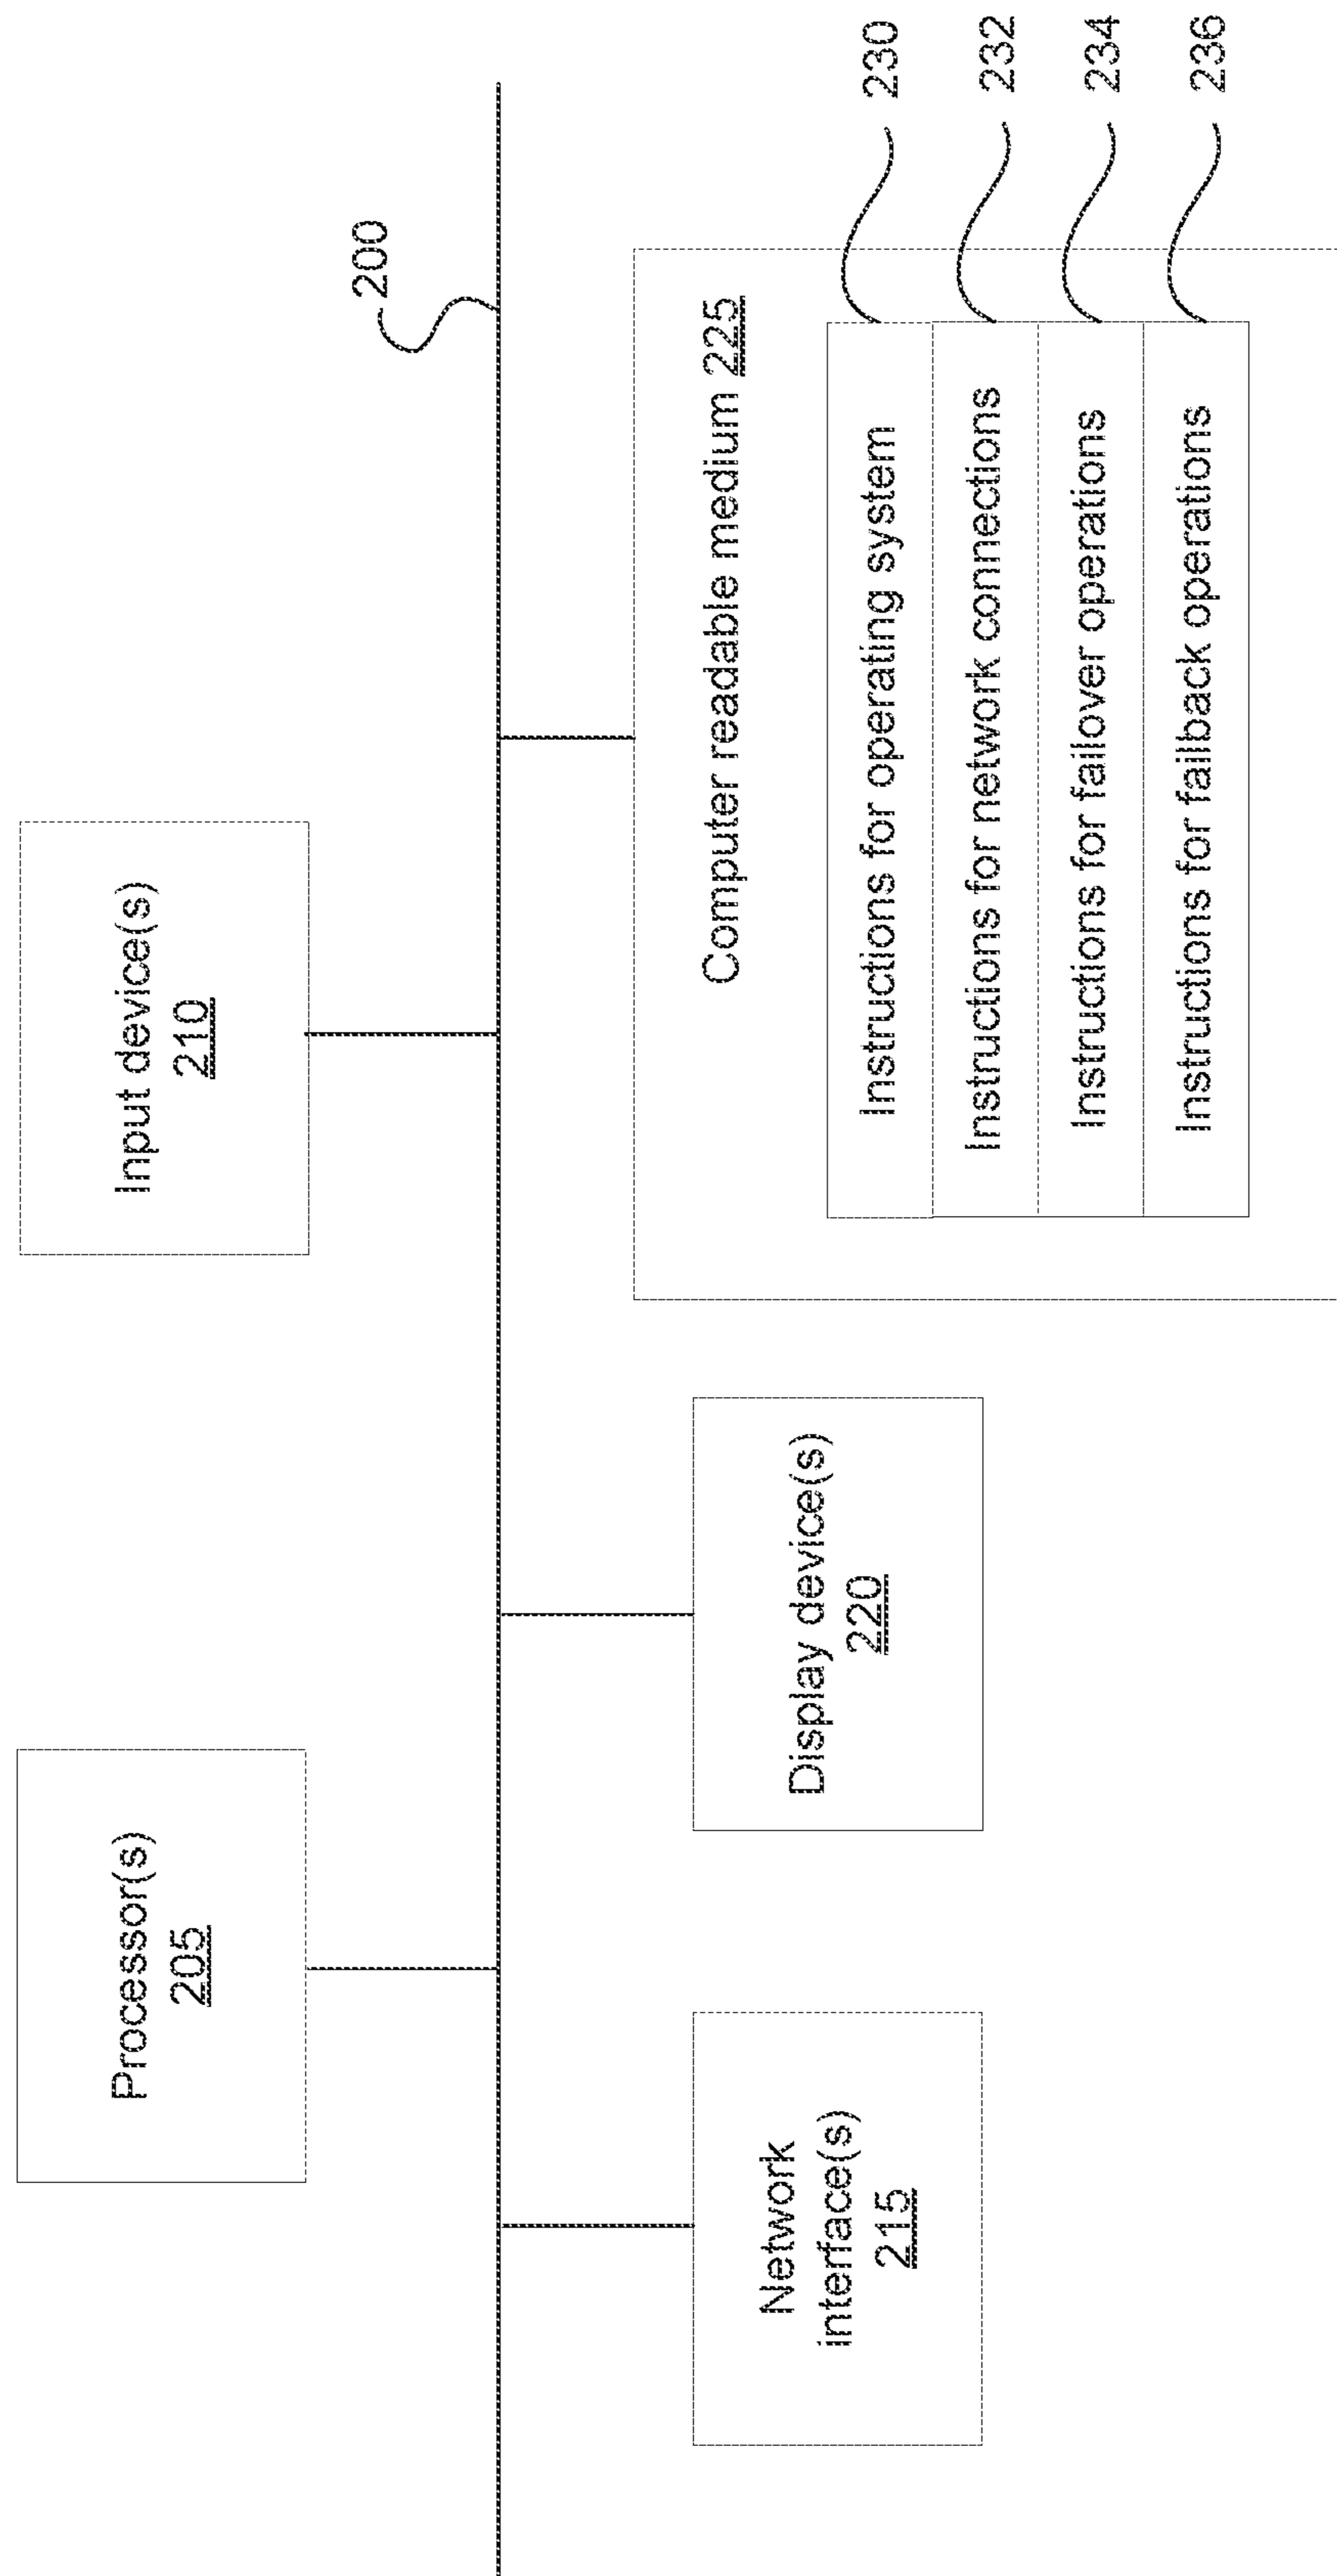 Processor(s)
205
Input device(s)
210
200
Network
interface(s)
215
Display device(s)
220
Computer readable medium 225
Instructions for operating system
230
Instructions for network connections
232
Instructions for failover operations
234
Instructions for failback operations
236